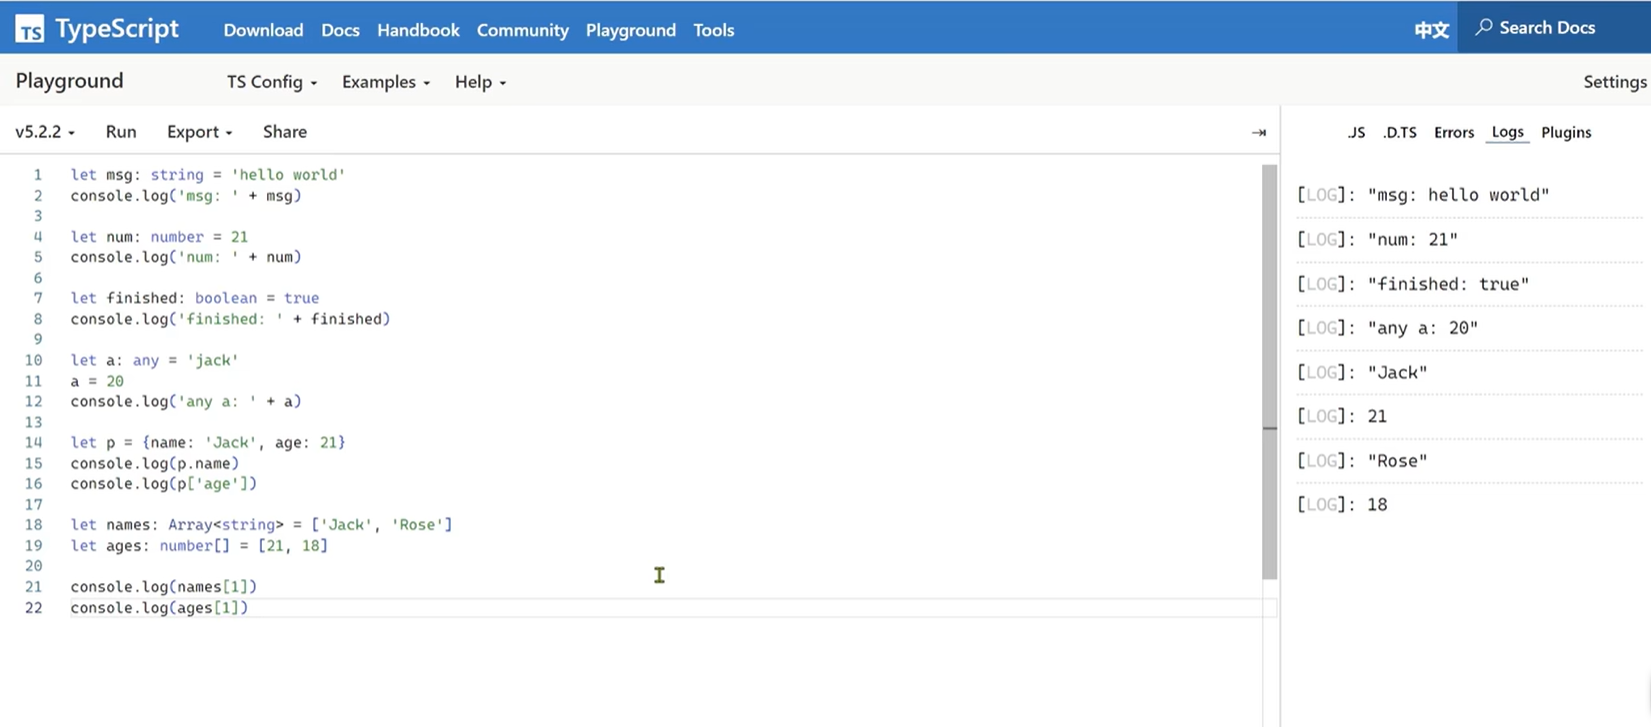 TS TypeScript Download Docs Handbook Community Playground Tools 中文 Search Docs
Playground TS Config Examples Help Settings
v5.2.2 Run Export Share
.JS .D.TS Errors Logs Plugins
1 let msg: string = 'hello world'
2 console.log('msg: ' + msg)
3
4 let num: number = 21
5 console.log('num: ' + num)
6
7 let finished: boolean = true
8 console.log('finished: ' + finished)
9
10 let a: any = 'jack'
11 a = 20
12 console.log('any a: ' + a)
13
14 let p = {name: 'Jack', age: 21}
15 console.log(p.name)
16 console.log(p['age'])
17
18 let names: Array<string> = ['Jack', 'Rose']
19 let ages: number[] = [21, 18]
20
21 console.log(names[1])
22 console.log(ages[1])
[LOG]: "msg: hello world"
[LOG]: "num: 21"
[LOG]: "finished: true"
[LOG]: "any a: 20"
[LOG]: "Jack"
[LOG]: 21
[LOG]: "Rose"
[LOG]: 18